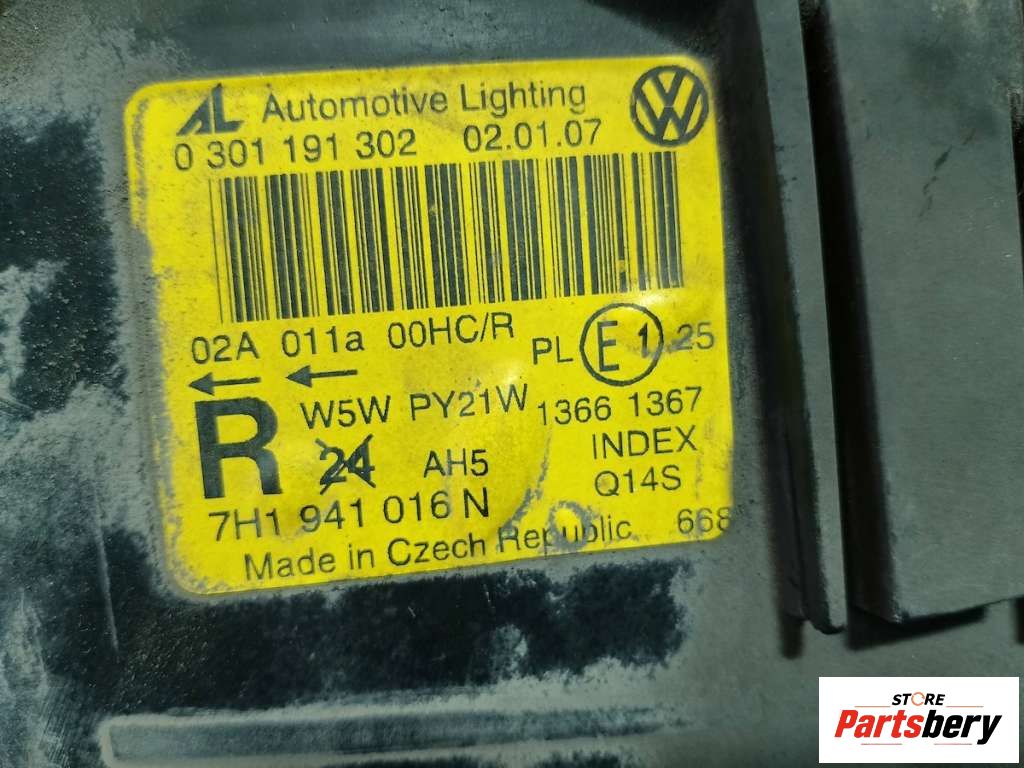 AL Automotive Lighting
0 301 191 302 02.01.07
02A 011a 00HC/R
PL E1 25
R W5W PY21W 1366 1367
24 AH5 INDEX
Q14S
7H1 941 016 N
Made in Czech Republic 668
STORE
Partsbery